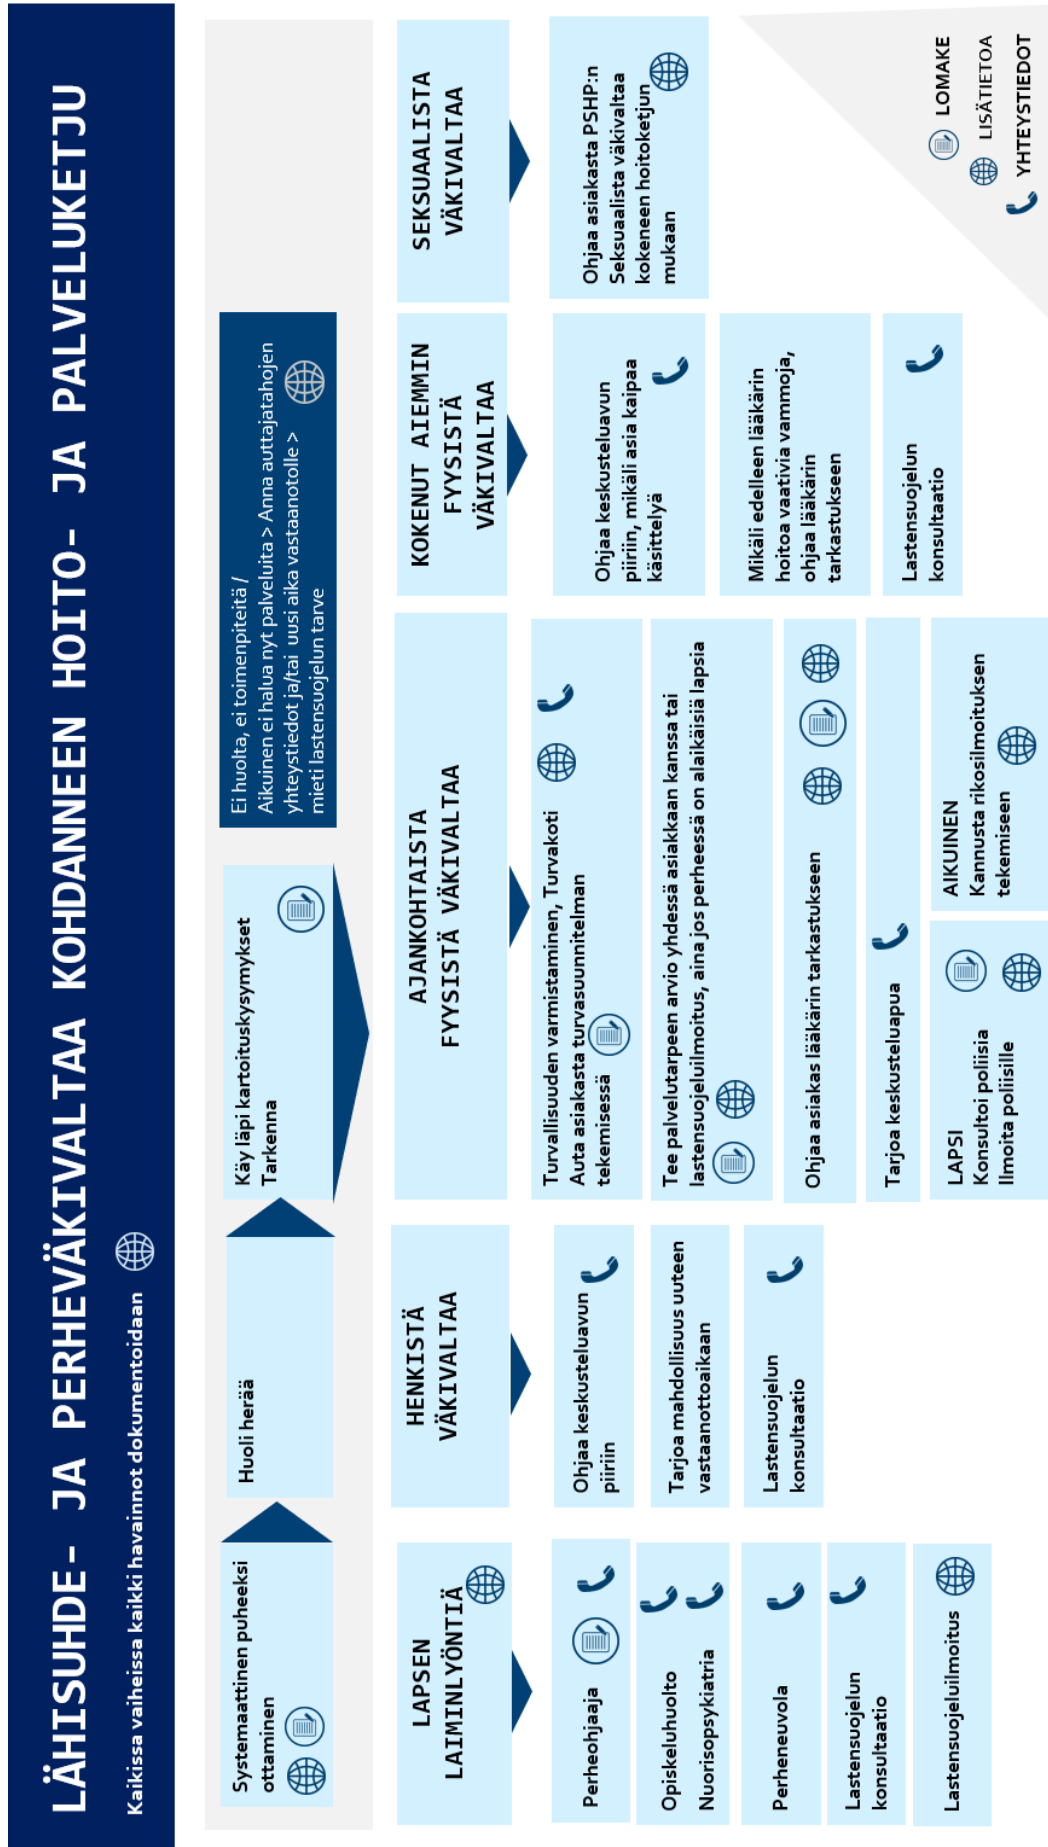 LÄHISUHDE- JA PERHEVÄKIVALTAA KOHDANNEEN HOITO- JA PALVELUKETJU
Kaikissa vaiheissa kaikki havainnot dokumentoidaan
Systemaattinen puheeksi
ottaminen
Huoli herää
Käy läpi kartoituskysymykset
Tarkenna
Ei huolta, ei toimenpiteitä /
Aikuinen ei halua nyt palveluita > Anna auttajatahojen
yhteystiedot ja/tai uusi aika vastaanotolle >
mieti lastensuojelun tarve
LAPSEN
LAIMINLYÖNTIÄ
Perheohjaaja
Opiskeluhuolto
Nuorisopsykiatria
Perheneuvola
Lastensuojelun
konsultaatio
Lastensuojeluilmoitus
HENKISTÄ
VÄKIVALTAA
Ohjaa keskusteluavun
piiriin
Tarjoa mahdollisuus uuteen
vastaanottoaikaan
Lastensuojelun
konsultaatio
AJANKOHTAISTA
FYYSISTÄ VÄKIVALTAA
Turvallisuuden varmistaminen, Turvakoti
Auta asiakasta turvasuunnitelman
tekemisessä
Tee palvelutarpeen arvio yhdessä asiakkaan kanssa tai
lastensuojeluilmoitus, aina jos perheessä on alaikäisiä lapsia
Ohjaa asiakas lääkärin tarkastukseen
Tarjoa keskusteluapua
LAPSI
Konsultoi poliisia
Ilmoita poliisille
AIKUINEN
Kannusta rikosilmoituksen
tekemiseen
KOKENUT AIEMMIN
FYYSISTÄ
VÄKIVALTAA
Ohjaa keskusteluavun
piiriin, mikäli asia kaipaa
käsittelyä
Mikäli edelleen lääkärin
hoitoa vaativia vammoja,
ohjaa lääkärin
tarkastukseen
Lastensuojelun
konsultaatio
SEKSUAALISTA
VÄKIVALTAA
Ohjaa asiakasta PSHP:n
Seksuaalista väkivaltaa
kokeneen hoitoketjun
mukaan
LOMAKE
LISÄTIETOA
YHTEYSTIEDOT